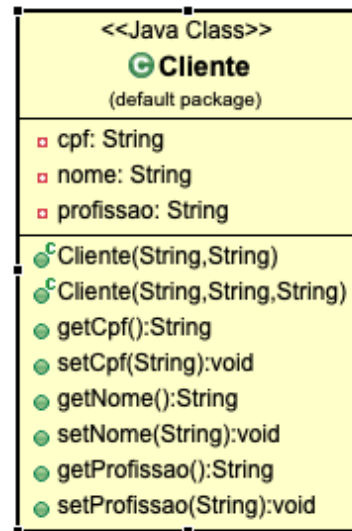 <<Java Class>>
C Cliente
(default package)
cpf: String
nome: String
profissao: String
C Cliente(String,String)
C Cliente(String,String,String)
getCpf():String
setCpf(String):void
getNome():String
setNome(String):void
getProfissao():String
setProfissao(String):void